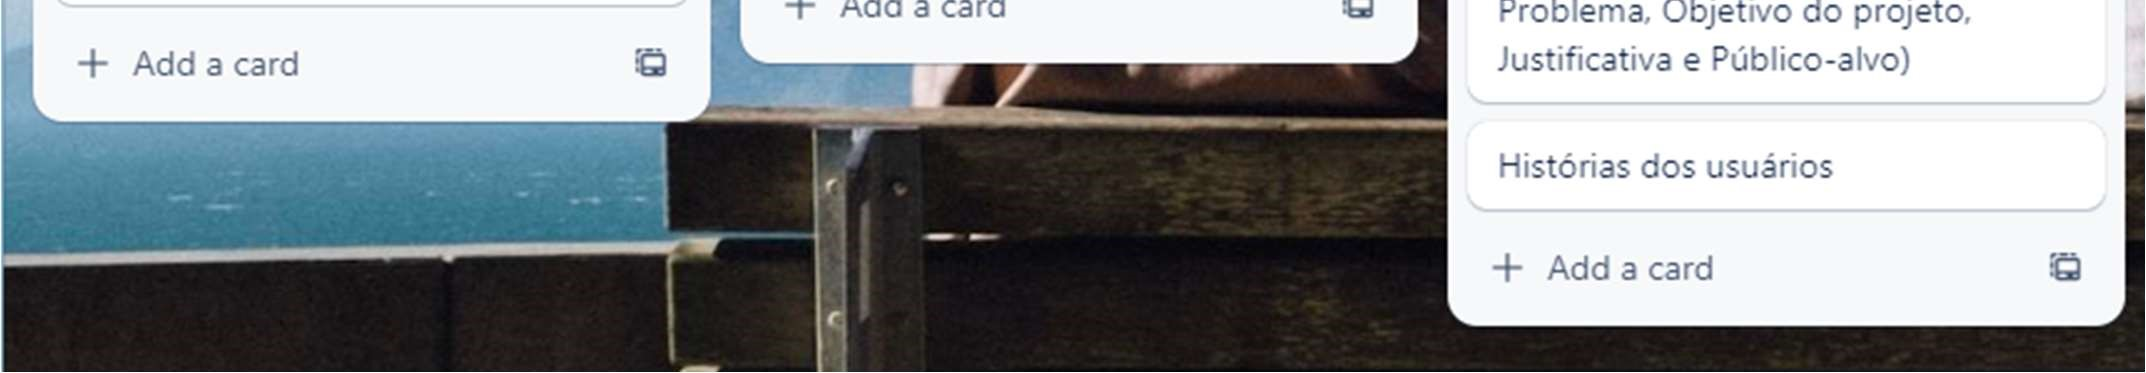 Add a card
Add a card
Problema, Objetivo do projeto,
Justificativa e Público-alvo)
Histórias dos usuários
Add a card